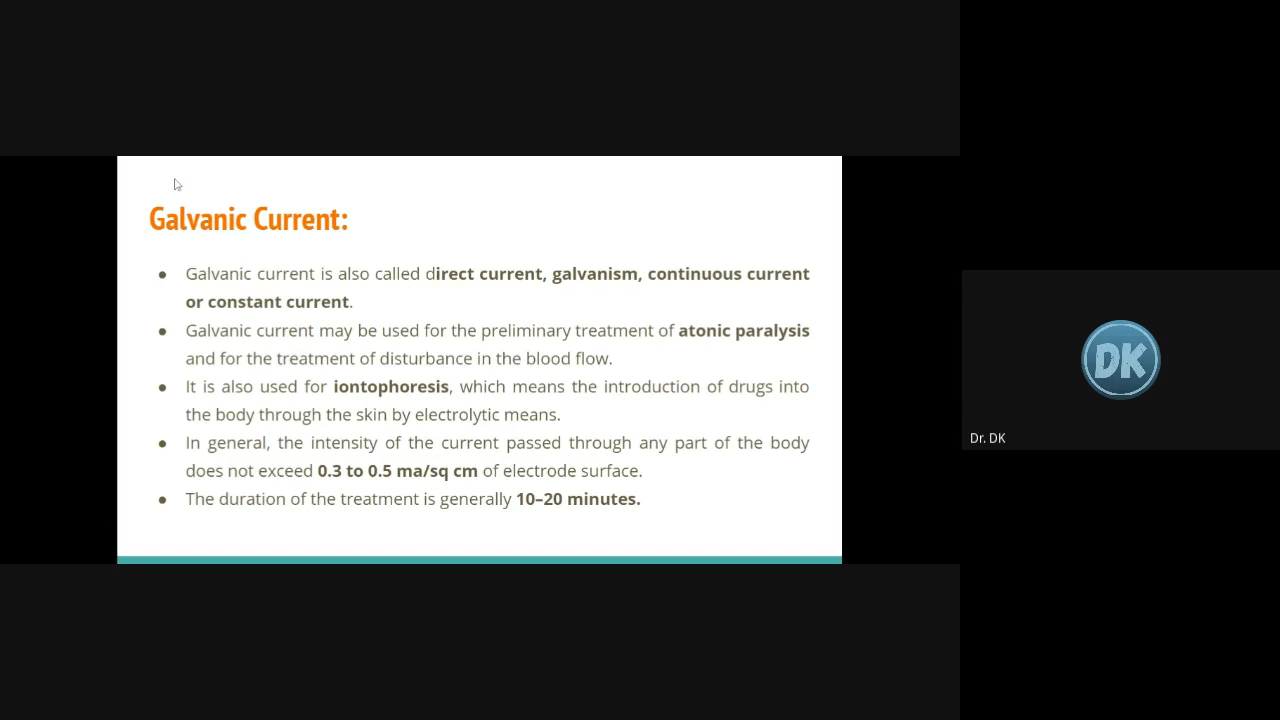 Galvanic Current:
● Galvanic current is also called direct current, galvanism, continuous current
or constant current.
● Galvanic current may be used for the preliminary treatment of atonic paralysis
and for the treatment of disturbance in the blood flow.
● It is also used for iontophoresis, which means the introduction of drugs into
the body through the skin by electrolytic means.
● In general, the intensity of the current passed through any part of the body
does not exceed 0.3 to 0.5 ma/sq cm of electrode surface.
● The duration of the treatment is generally 10–20 minutes.
DK
Dr. DK